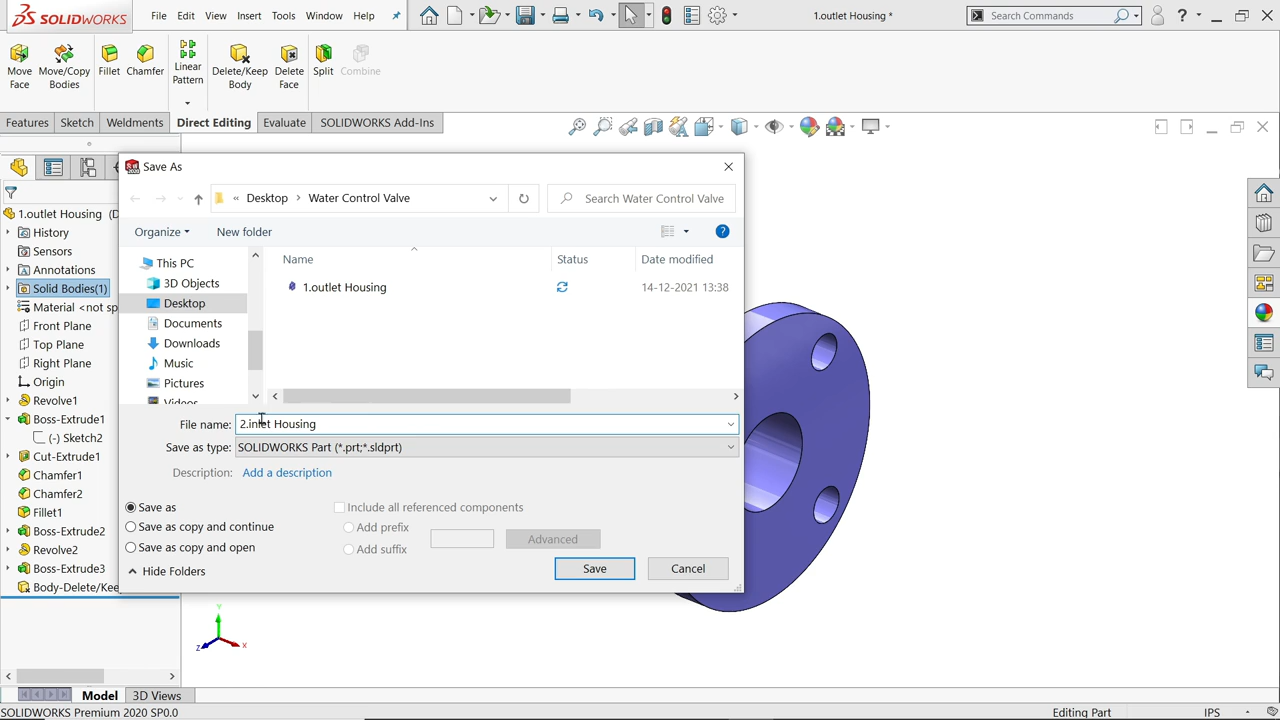 SOLIDWORKS File Edit View Insert Tools Window Help 1.outlet Housing * Search Commands ?
Move Face Move/Copy Bodies Fillet Chamfer Linear Pattern Delete/Keep Body Delete Face Split Combine
Features Sketch Weldments Direct Editing Evaluate SOLIDWORKS Add-Ins
1.outlet Housing (D
History
Sensors
Annotations
Solid Bodies(1)
Material <not sp
Front Plane
Top Plane
Right Plane
Origin
Revolve1
Boss-Extrude1
(-) Sketch2
Cut-Extrude1
Chamfer1
Chamfer2
Fillet1
Boss-Extrude2
Revolve2
Boss-Extrude3
Body-Delete/Kee
Save As
« Desktop > Water Control Valve Search Water Control Valve
Organize New folder ?
This PC
3D Objects
Desktop
Documents
Downloads
Music
Pictures
Videos
Name Status Date modified
1.outlet Housing 14-12-2021 13:38
File name: 2.inlet Housing
Save as type: SOLIDWORKS Part (*.prt;*.sldprt)
Description: Add a description
Save as
Save as copy and continue
Save as copy and open
Include all referenced components
Add prefix
Add suffix
Advanced
Hide Folders Save Cancel
Y
Z X
Model 3D Views
SOLIDWORKS Premium 2020 SP0.0 Editing Part IPS